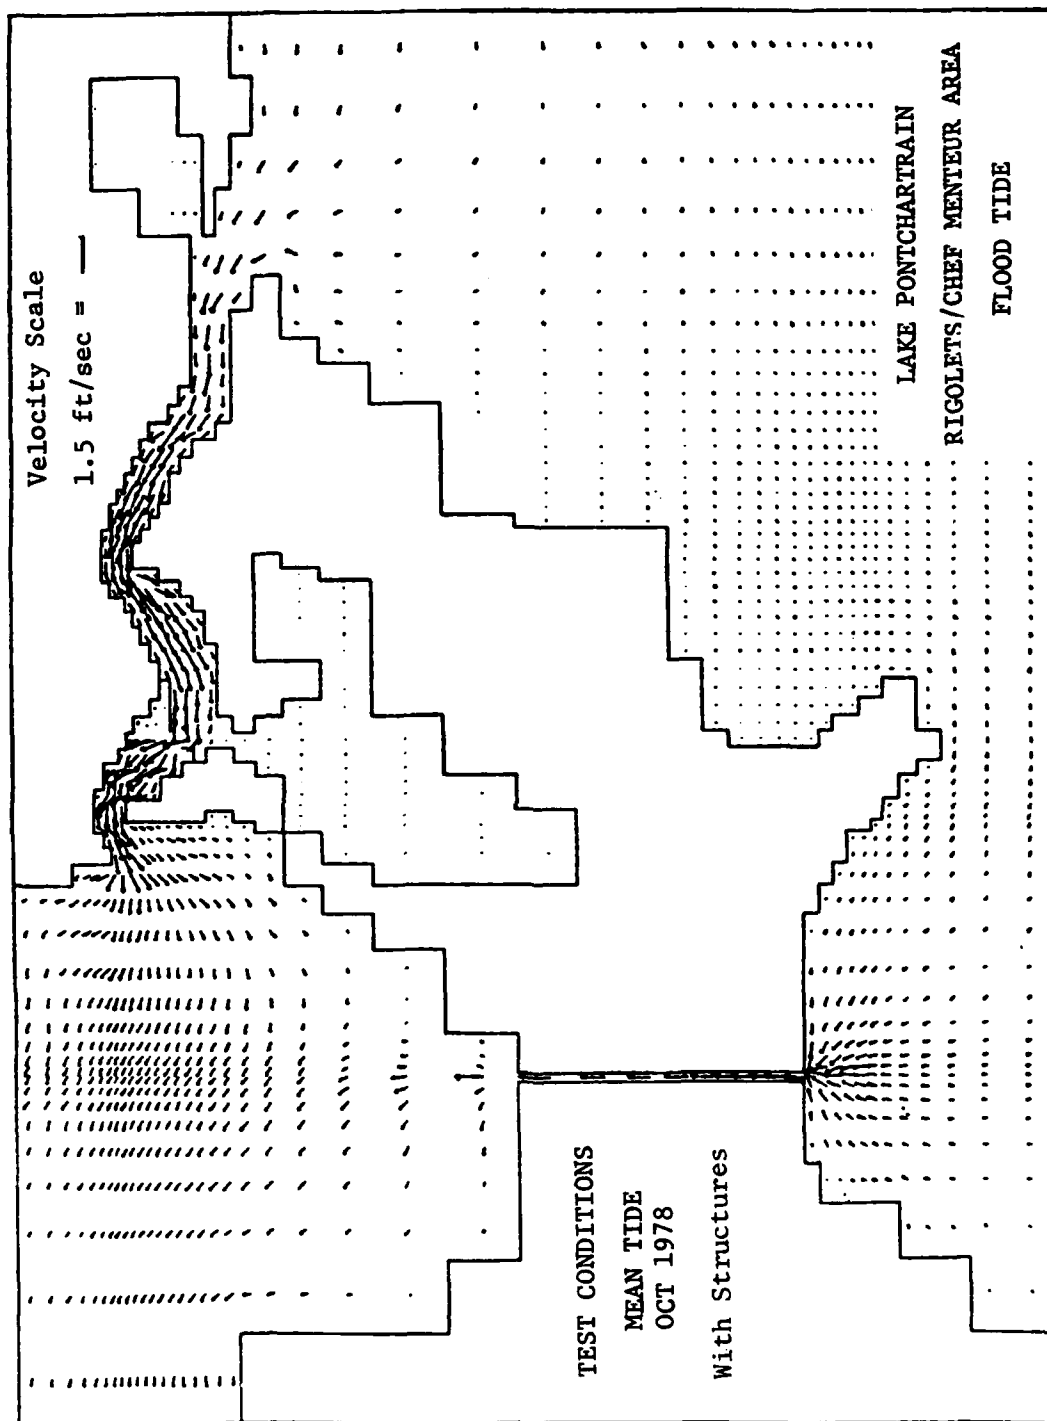 Velocity Scale
1.5 ft/sec =
TEST CONDITIONS
MEAN TIDE
OCT 1978
With Structures
LAKE PONTCHARTRAIN
RIGOLETS/CHEF MENTEUR AREA
FLOOD TIDE